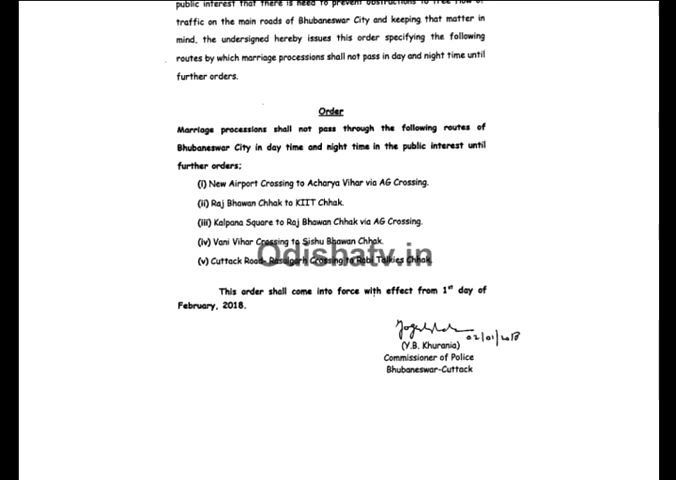 public interest that there is need to prevent obstructions to free flow of
traffic on the main roads of Bhubaneswar City and keeping that matter in
mind, the undersigned hereby issues this order specifying the following
routes by which marriage processions shall not pass in day and night time until
further orders.
Order
Marriage processions shall not pass through the following routes of
Bhubaneswar City in day time and night time in the public interest until
further orders;
(i) New Airport Crossing to Acharya Vihar via AG Crossing.
(ii) Raj Bhawan Chhak to KIIT Chhak.
(iii) Kalpana Square to Raj Bhawan Chhak via AG Crossing.
(iv) Vani Vihar Crossing to Sishu Bhawan Chhak.
Odishatv.in
(v) Cuttack Road- Rasulgarh Crossing to Rabi Talkies Chhak.
This order shall come into force with effect from 1st day of
February, 2018.
02/01/2018
(Y.B. Khurania)
Commissioner of Police
Bhubaneswar-Cuttack